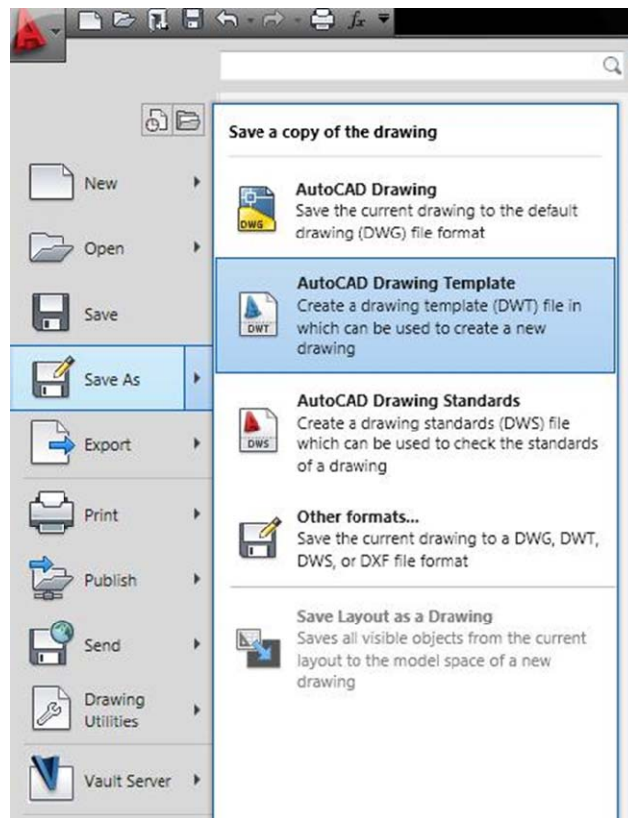 Save a copy of the drawing
New
Open
Save
Save As
Export
Print
Publish
Send
Drawing
Utilities
Vault Server
AutoCAD Drawing
Save the current drawing to the default
drawing (DWG) file format
DWG
AutoCAD Drawing Template
Create a drawing template (DWT) file in
which can be used to create a new
drawing
DWT
AutoCAD Drawing Standards
Create a drawing standards (DWS) file
which can be used to check the standards
of a drawing
DWS
Other formats...
Save the current drawing to a DWG, DWT,
DWS, or DXF file format
Save Layout as a Drawing
Saves all visible objects from the current
layout to the model space of a new
drawing